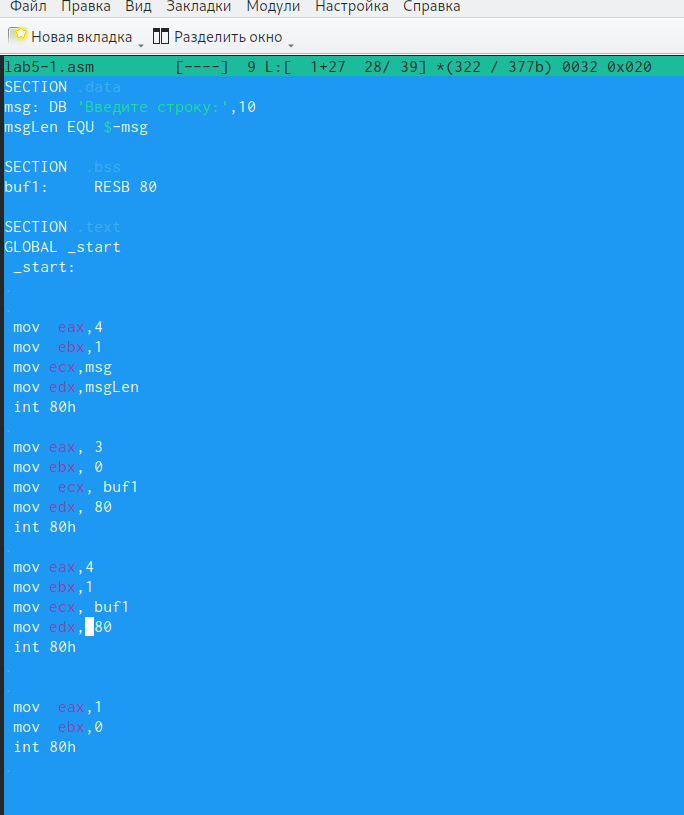 Файл Правка Вид Закладки Модули Настройка Справка
Новая вкладка Разделить окно
lab5-1.asm [----] 9 L:[ 1+27 28/ 39] *(322 / 377b) 0032 0x020
SECTION .data
msg: DB 'Введите строку:',10
msgLen EQU $-msg
SECTION .bss
buf1: RESB 80
SECTION .text
GLOBAL _start
_start:
mov eax,4
mov ebx,1
mov ecx,msg
mov edx,msgLen
int 80h
mov eax, 3
mov ebx, 0
mov ecx, buf1
mov edx, 80
int 80h
mov eax,4
mov ebx,1
mov ecx, buf1
mov edx, 80
int 80h
mov eax,1
mov ebx,0
int 80h